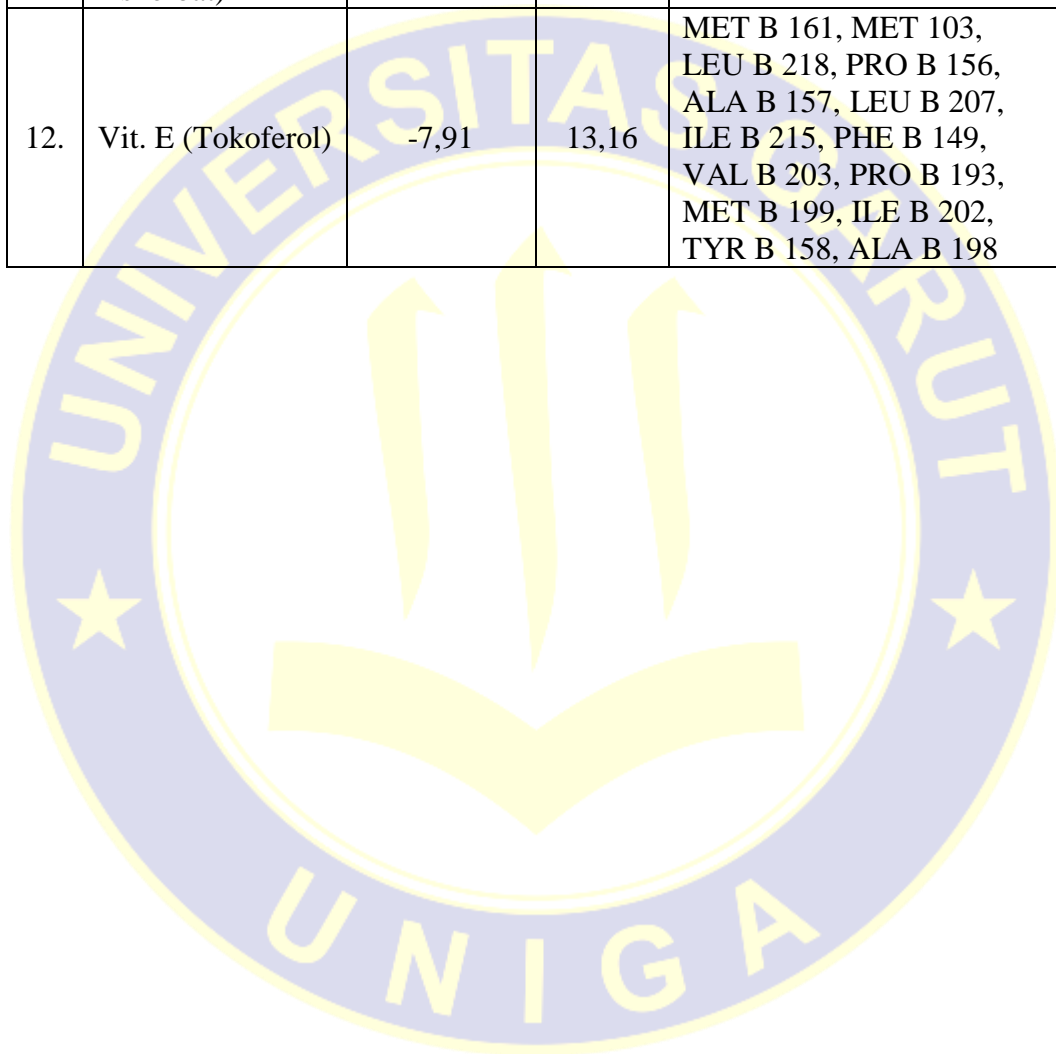 12. Vit. E (Tokoferol) -7,91 13,16 MET B 161, MET 103,
LEU B 218, PRO B 156,
ALA B 157, LEU B 207,
ILE B 215, PHE B 149,
VAL B 203, PRO B 193,
MET B 199, ILE B 202,
TYR B 158, ALA B 198
UNIVERSITAS GARUT
UNIGA